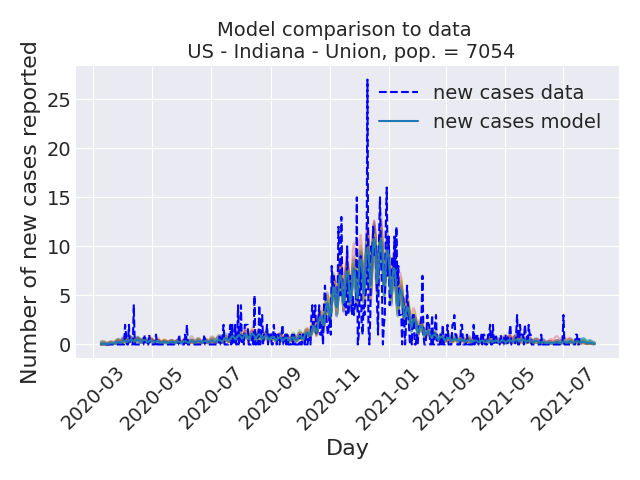 Model comparison to data
US - Indiana - Union, pop. = 7054
Number of new cases reported
25
20
15
10
5
0
new cases data
new cases model
2020-03
2020-05
2020-07
2020-09
2020-11
2021-01
2021-03
2021-05
2021-07
Day